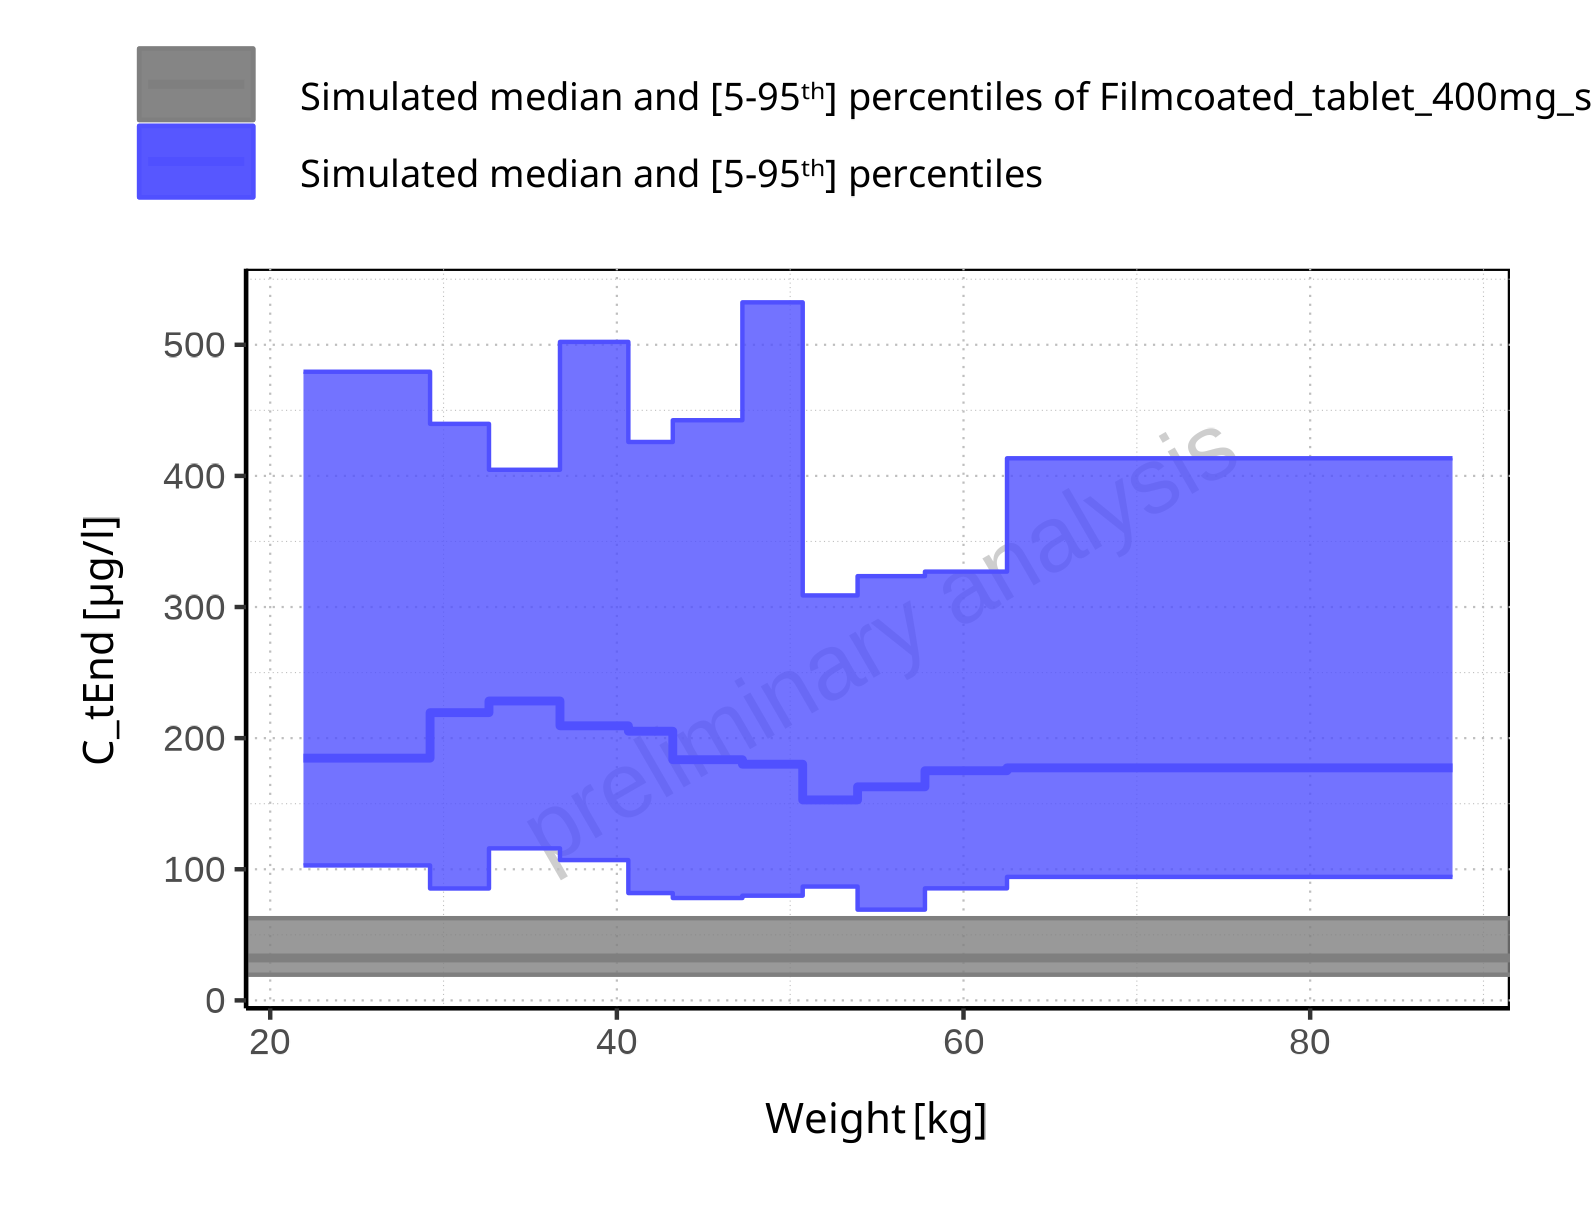 Simulated median and [5-95th] percentiles of Filmcoated_tablet_400mg_s
Simulated median and [5-95th] percentiles
C_tEnd [µg/l]
500
400
300
200
100
0
preliminary analysis
20 40 60 80
Weight [kg]